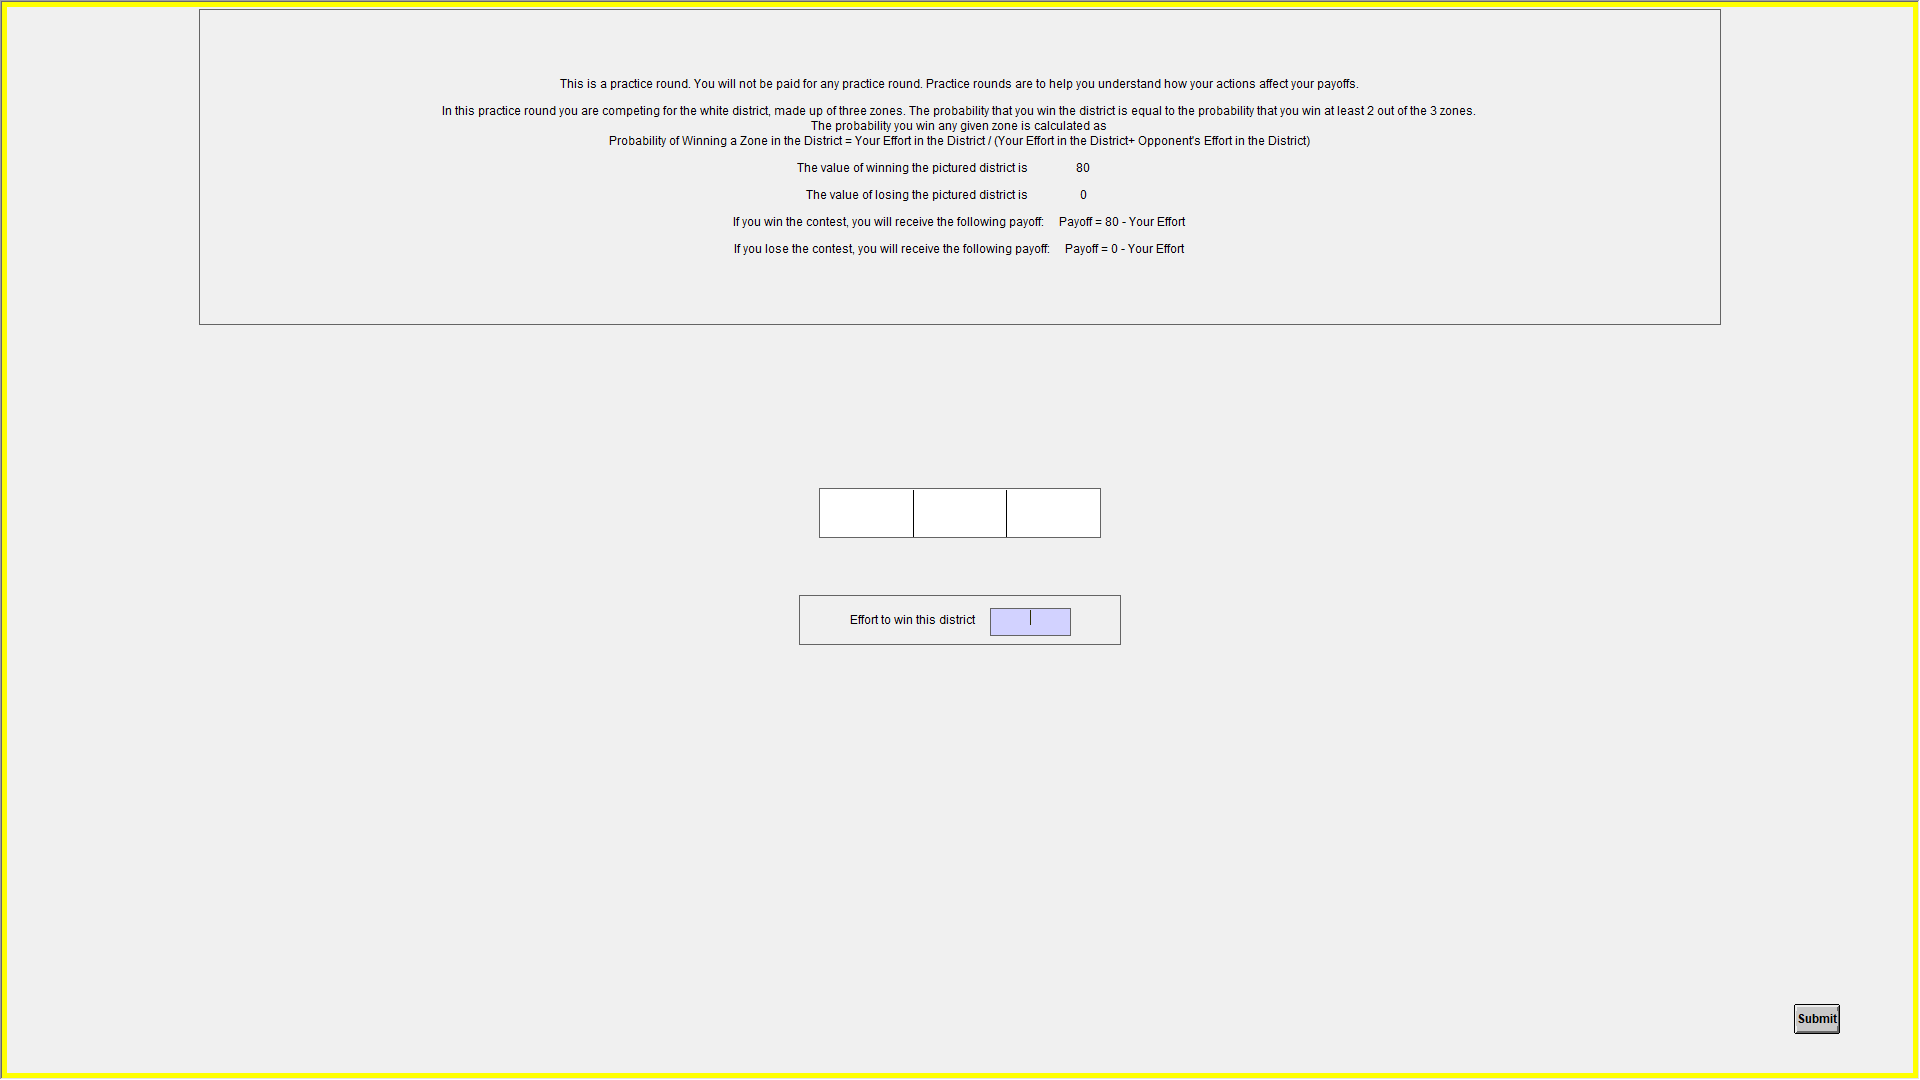 This is a practice round. You will not be paid for any practice round. Practice rounds are to help you understand how your actions affect your payoffs.
In this practice round you are competing for the white district, made up of three zones. The probability that you win the district is equal to the probability that you win at least 2 out of the 3 zones.
The probability you win any given zone is calculated as
Probability of Winning a Zone in the District = Your Effort in the District / (Your Effort in the District+ Opponent's Effort in the District)
The value of winning the pictured district is 80
The value of losing the pictured district is 0
If you win the contest, you will receive the following payoff: Payoff = 80 - Your Effort
If you lose the contest, you will receive the following payoff: Payoff = 0 - Your Effort
Effort to win this district
Submit